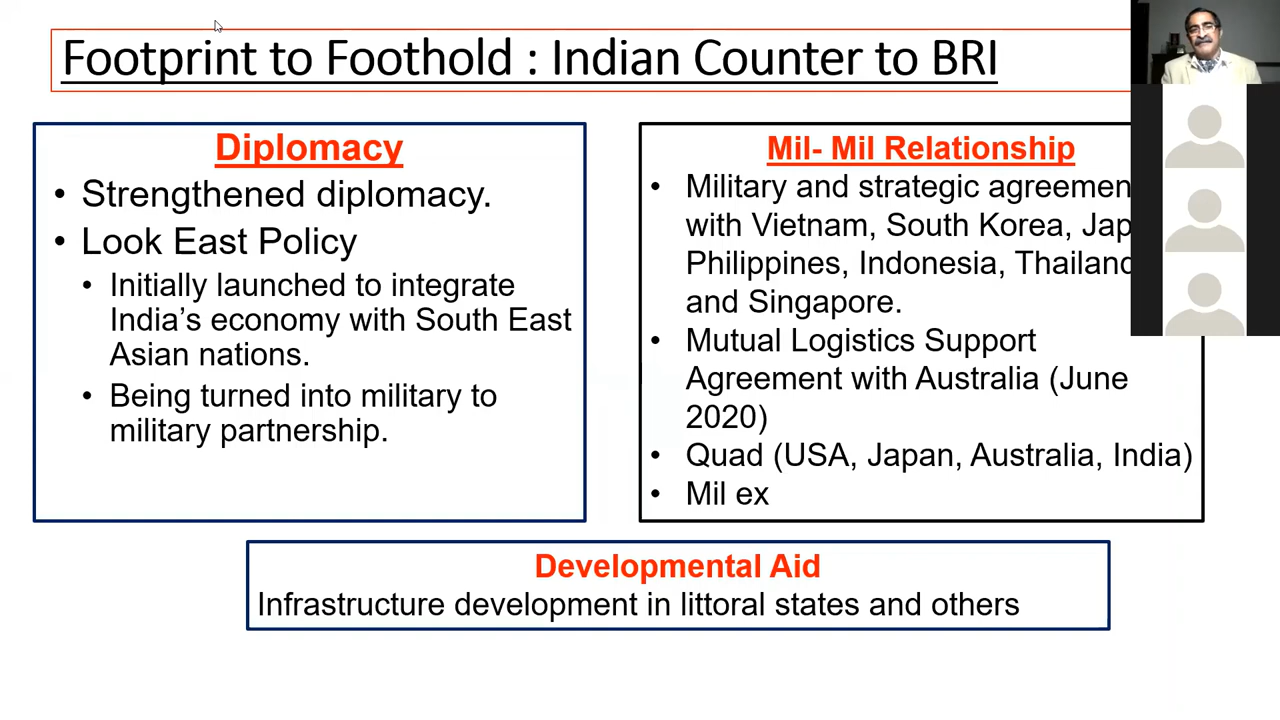 Footprint to Foothold : Indian Counter to BRI
Diplomacy
• Strengthened diplomacy.
• Look East Policy
• Initially launched to integrate
India's economy with South East
Asian nations.
• Being turned into military to
military partnership.
Mil- Mil Relationship
• Military and strategic
with Vietnam, South Korea,
Philippines, Indonesia, Thailand
and Singapore.
• Mutual Logistics Support
Agreement with Australia (June
2020)
• Quad (USA, Japan, Australia, India)
• Mil ex
Developmental Aid
Infrastructure development in littoral states and others